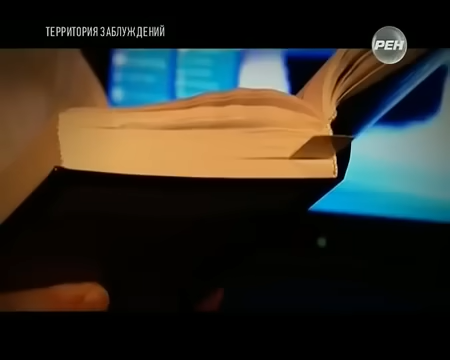 ТЕРРИТОРИЯ ЗАБЛУЖДЕНИЙ
РЕН